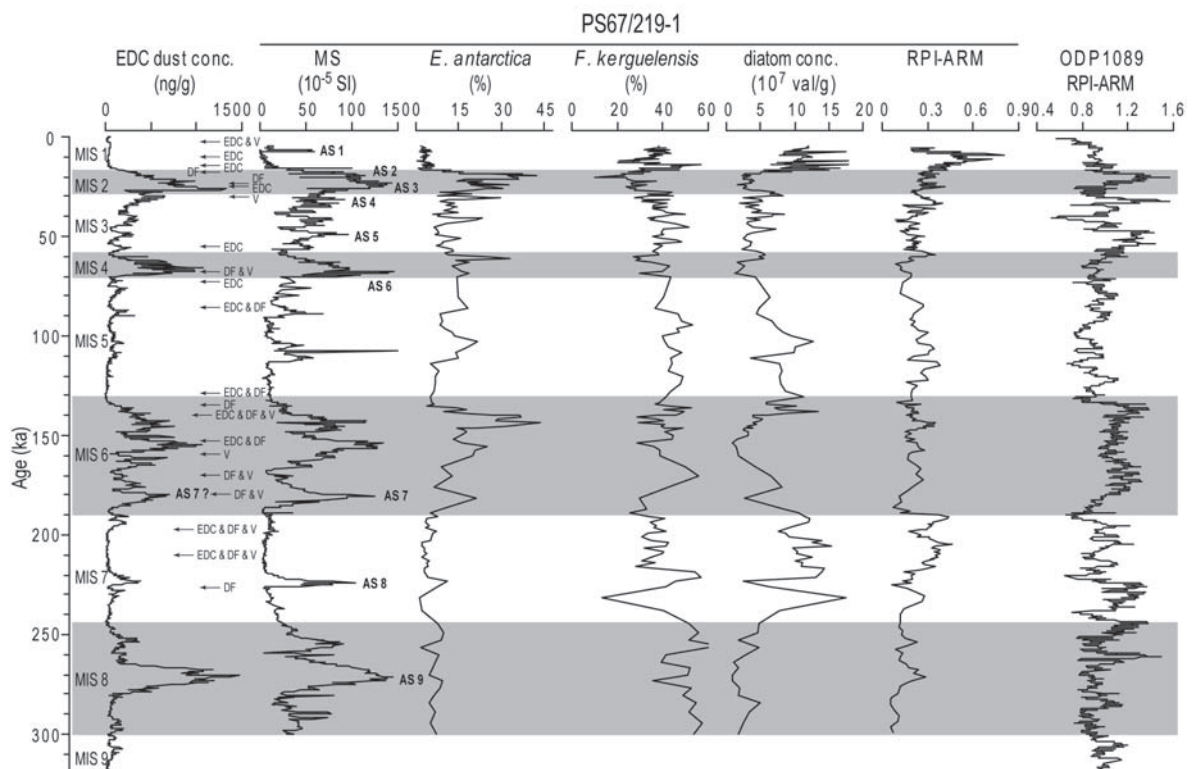 PS67/219-1
EDC dust conc. MS E. antarctica F. kerguelensis diatom conc. RPI-ARM ODP1089
(ng/g) (10⁻⁵ SI) (%) (%) (10⁷ val/g) RPI-ARM
0 1500 0 50 100 150 0 15 30 45 0 20 40 60 0 5 10 15 20 0 0.3 0.6 0.9 0.6 0.8 1.2 1.6
0
MIS 1
EDC & V
AS 1
EDC
EDC
DF
AS 2
MIS 2
DF
EDC
AS 3
V
AS 4
MIS 3
AS 5
50
EDC
MIS 4
DF & V
EDC
AS 6
EDC & DF
100
MIS 5
EDC & DF
DF
EDC & DF & V
150
EDC & DF
MIS 6
V
DF & V
AS 7 ?
DF & V
AS 7
200
EDC & DF & V
EDC & DF & V
MIS 7
DF
AS 8
250
MIS 8
AS 9
300
MIS 9
Age (ka)